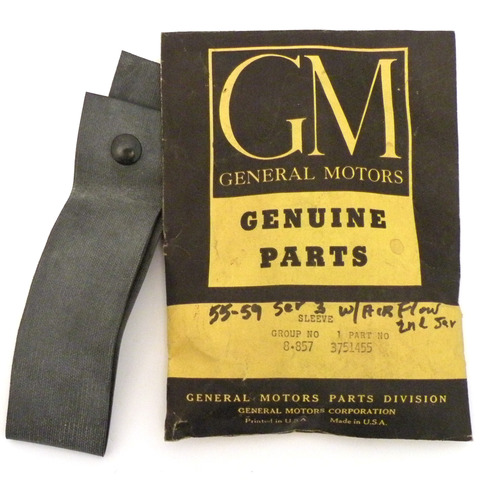 GM
GENERAL MOTORS
GENUINE
PARTS
55-59 Ser 3 W/Air Flow
SLEEVE
2nd Ser
GROUP NO 1 PART NO
8-857 3751455
GENERAL MOTORS PARTS DIVISION
GENERAL MOTORS CORPORATION
Printed in U.S.A. Made in U.S.A.